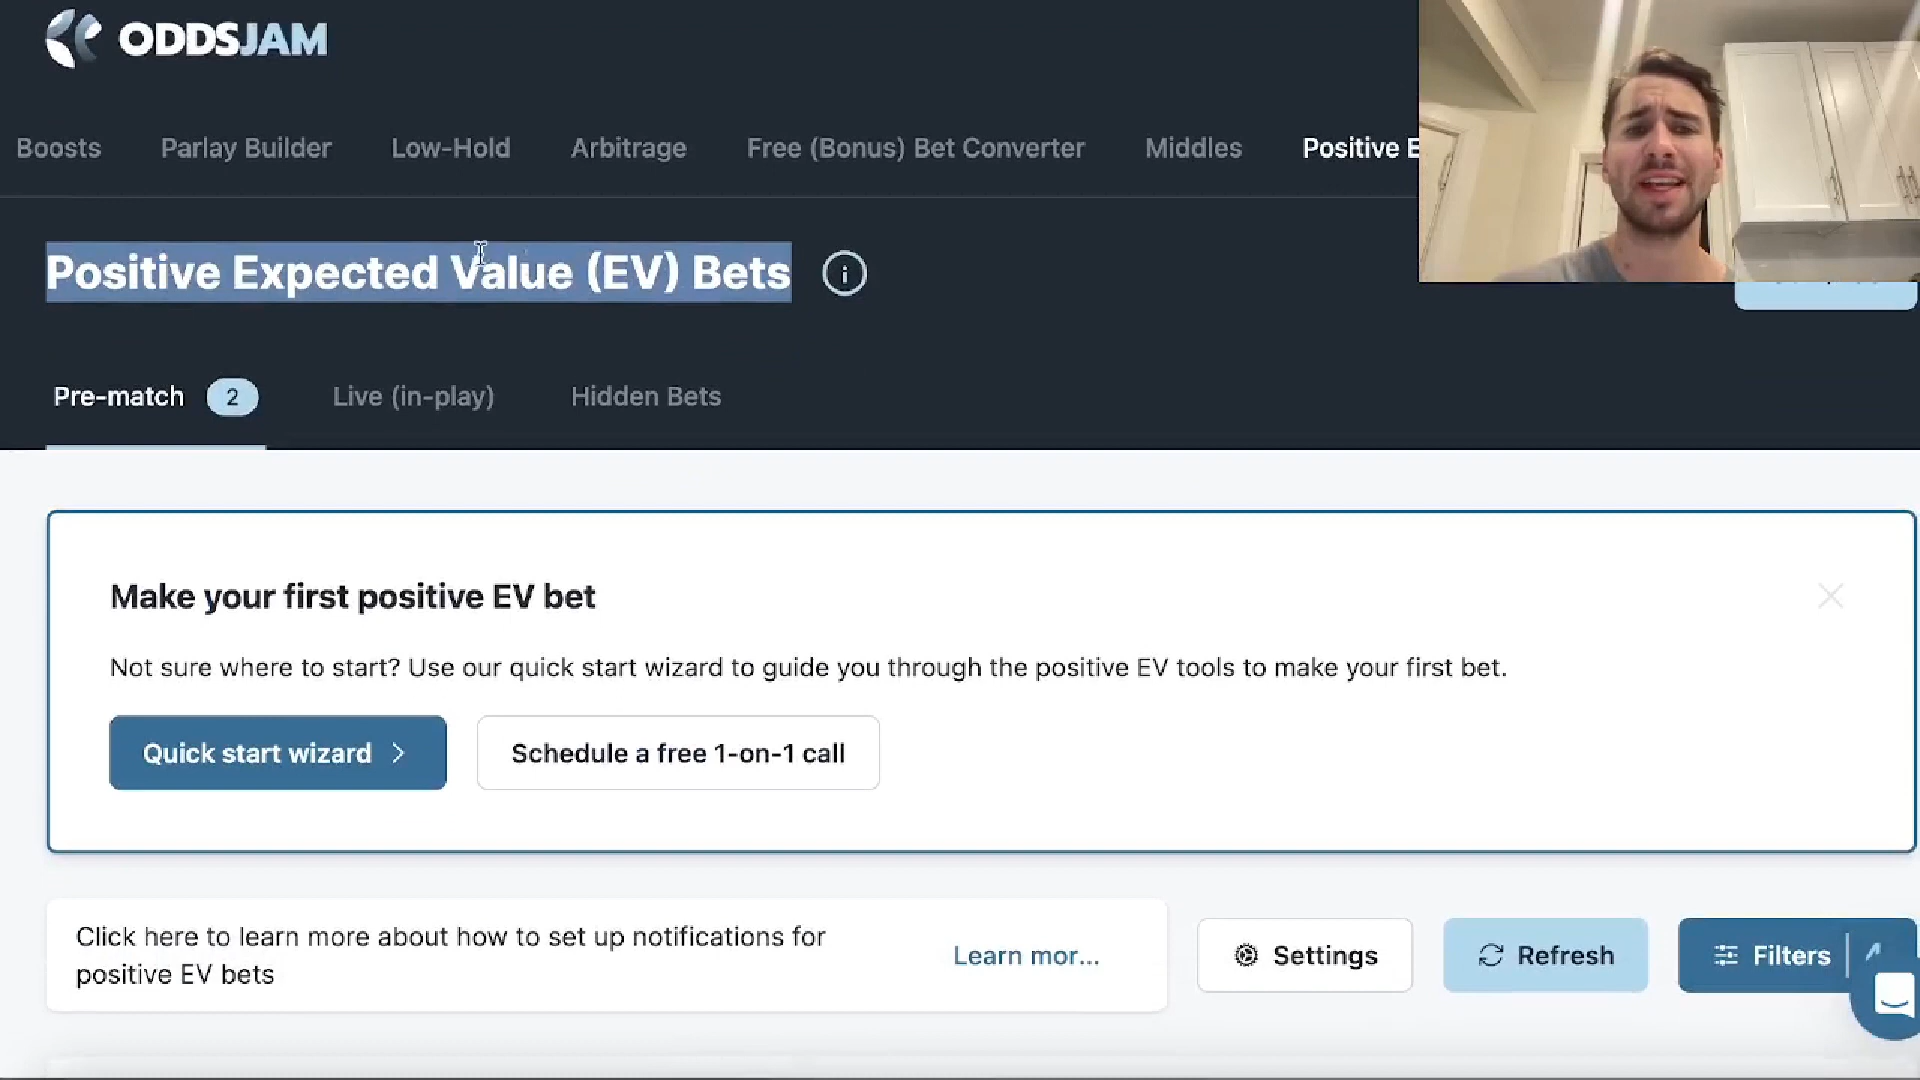 ODDSJAM
Boosts Parlay Builder Low-Hold Arbitrage Free (Bonus) Bet Converter Middles Positive E
Positive Expected Value (EV) Bets
Pre-match 2 Live (in-play) Hidden Bets
Make your first positive EV bet
Not sure where to start? Use our quick start wizard to guide you through the positive EV tools to make your first bet.
Quick start wizard Schedule a free 1-on-1 call
Click here to learn more about how to set up notifications for
positive EV bets
Learn mor...
Settings Refresh Filters